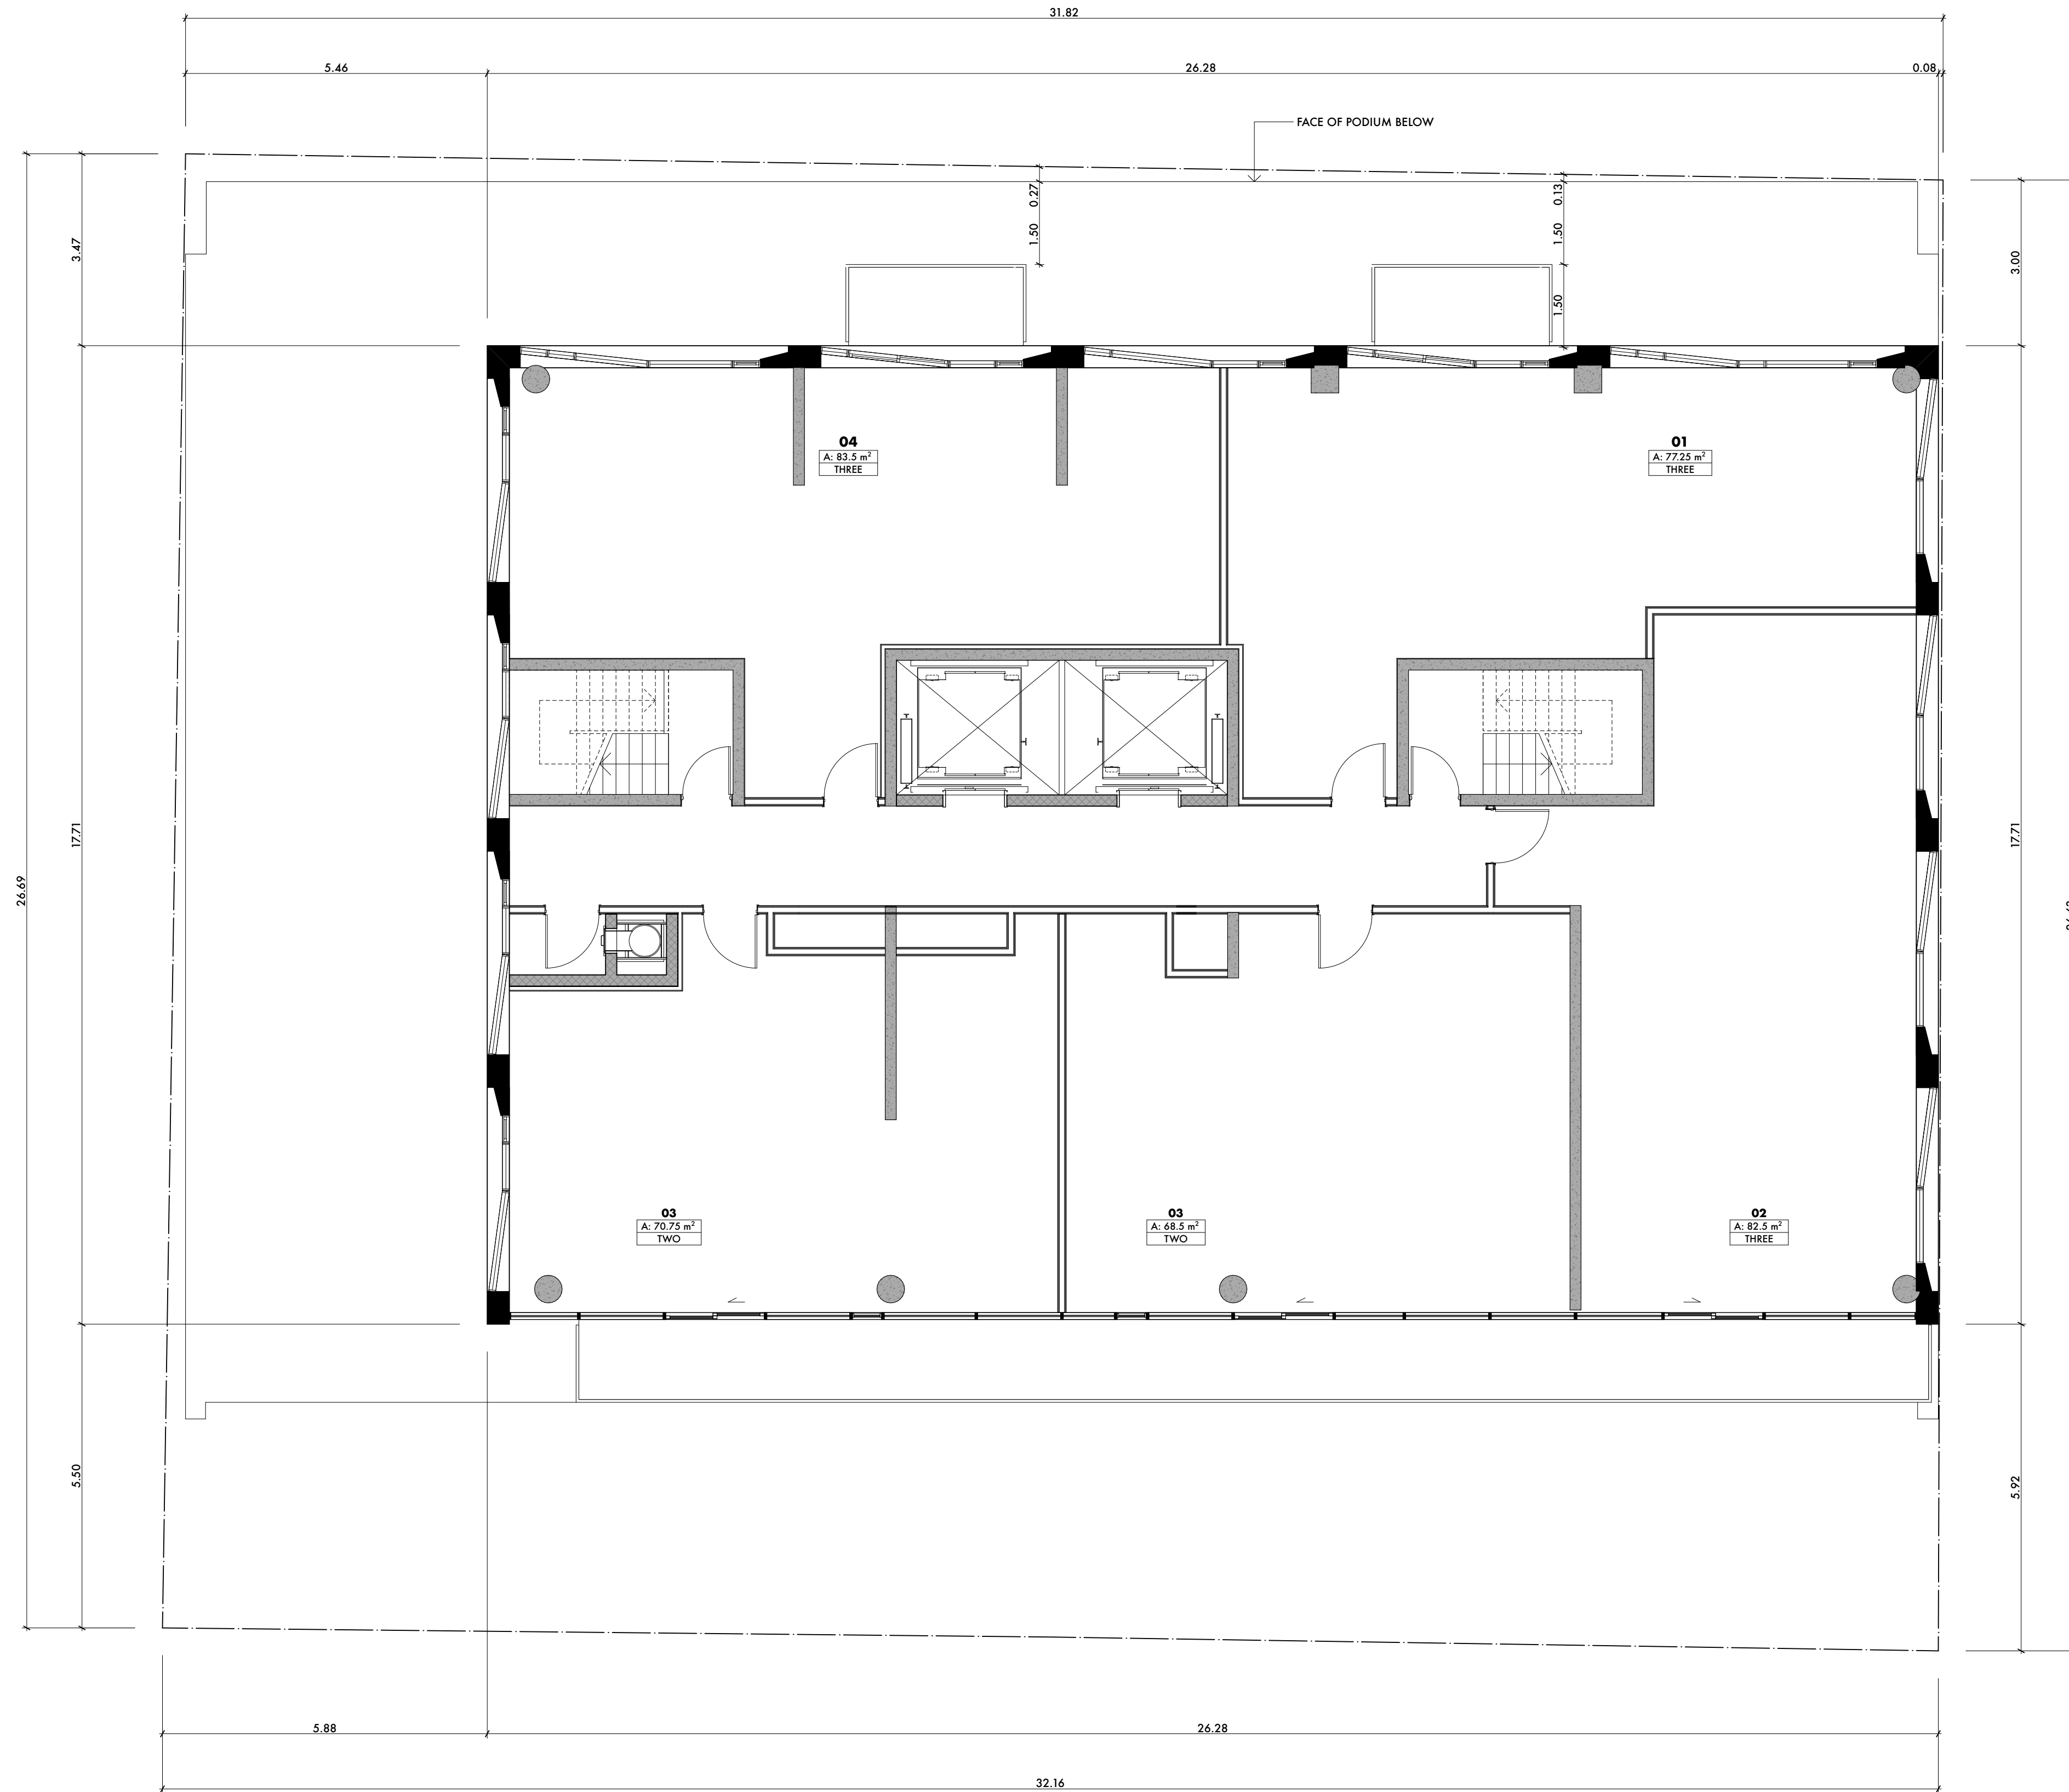 31.82
5.46
26.28
0.08
FACE OF PODIUM BELOW
0.27
1.50
0.13
1.50
1.50
3.47
3.00
04
A: 83.5 m²
THREE
01
A: 77.25 m²
THREE
17.71
17.71
26.69
03
A: 70.75 m²
TWO
03
A: 68.5 m²
TWO
02
A: 82.5 m²
THREE
5.50
5.92
5.88
26.28
32.16